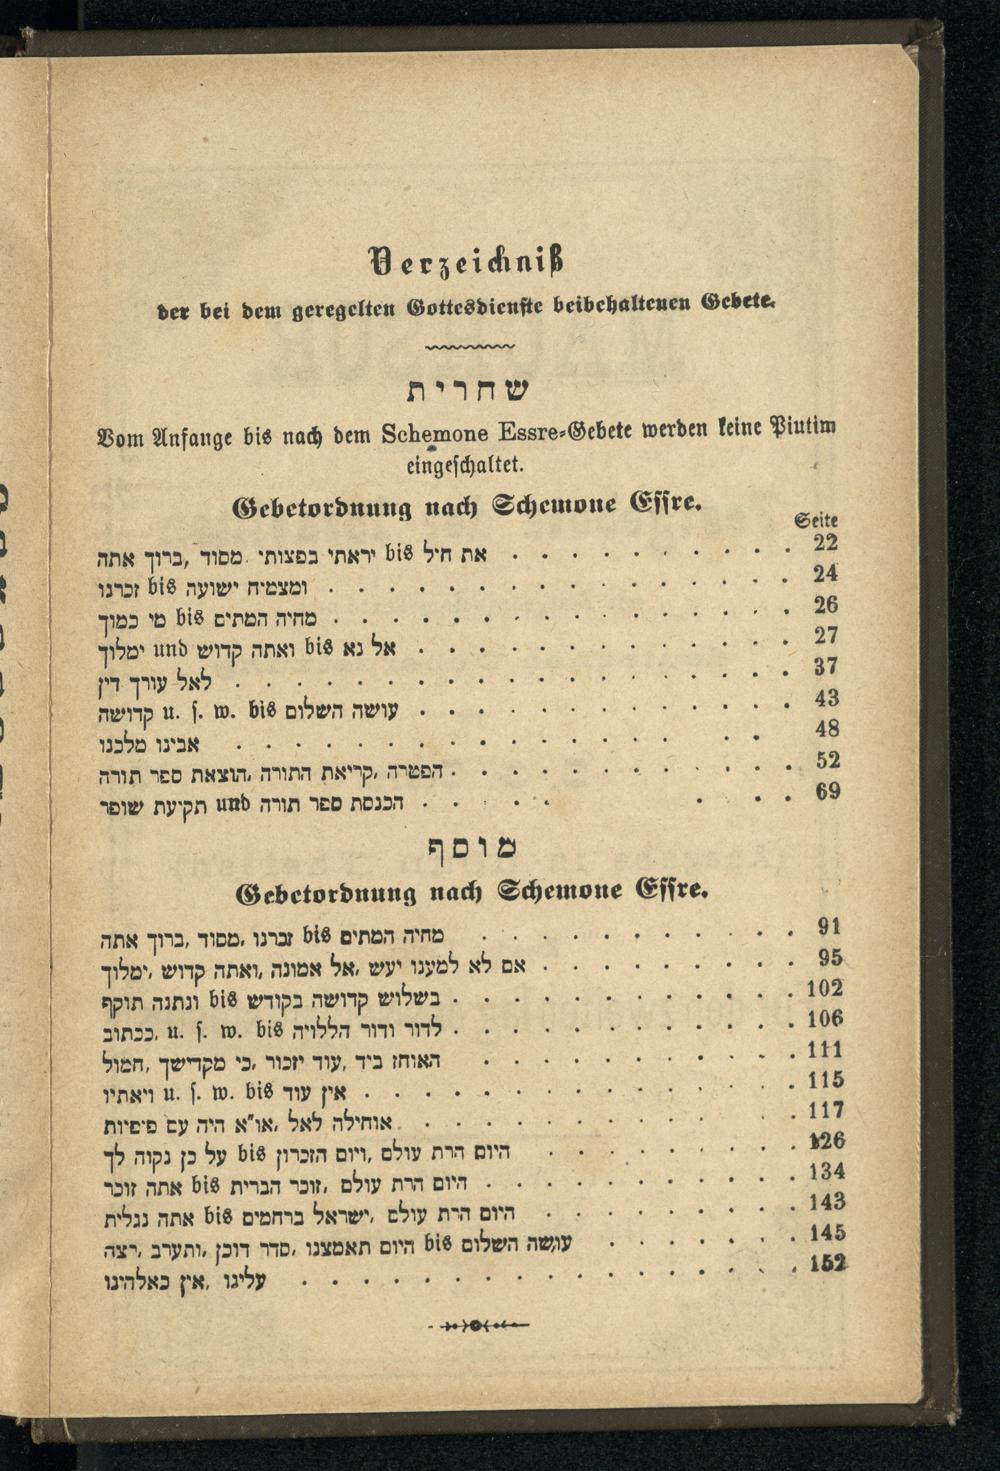 Verzeichniß
der bei dem geregelten Gottesdienste beibehaltenen Gebete.
שחרית
Vom Anfange bis nach dem Schemone Essre-Gebete werden keine Piutim
eingeschaltet.
Gebetordnung nach Schemone Essre.
Seite
את חיל bis יראתי בפצותי .מסוד ,ברוך אתה . . . . . . . . . . 22
ומצמיח ישועה bis זכרנו . . . . . . . . . . . . . . . 24
מחיה המתים bis מי כמוך . . . . . . . . . . . . . . . 26
אל נא bis ואתה קדוש und ימלוך . . . . . . . . . . . . 27
לאל עורך דין . . . . . . . . . . . . . . . . . . 37
עושה השלום bis .u. s. w קדושה . . . . . . . . . . . . 43
אבינו מלכנו . . . . . . . . . . . . . . . . 48
הפטרה ,קריאת התורה ,הוצאת ספר תורה . . . . . . . . . . . 52
הכנסת ספר תורה und תקיעת שופר . . . . . . . . 69
מוסף
Gebetordnung nach Schemone Essre.
מחיה המתים bis זכרנו ,מסוד ,ברוך אתה . . . . . . . . . . . 91
אם לא למענו יעש ,אל אמונה ,ואתה קדוש ,ימלוך . . . . . . . . . 95
בשלוש קדושה בקודש bis ונתנה תוקף . . . . . . . . . . . . 102
לדור ודור הללויה bis .u. s. w ,ככתוב . . . . . . . . . . . . 106
האוחז ביד ,עוד יזכור ,כי מקדישך ,חמול . . . . . . . . . . . 111
אין עוד bis .u. s. w ויאתיו . . . . . . . . . . . . . . 115
אוחילה לאל ,או"א היה עם פיפיות . . . . . . . . . . . . 117
היום הרת עולם ,ויום הזכרון bis על כן נקוה לך . . . . . . . . 126
היום הרת עולם ,זוכר הברית bis אתה זוכר . . . . . . . . . . . 134
היום הרת עולם ,ישראל ברחמים bis אתה נגלית . . . . . . . . . 143
עושה השלום bis היום תאמצנו ,סדר דוכן ,ותערב ,רצה . . . . . . . 145
עלינו ,אין כאלהינו . . . . . . . . . . . . . . . . . 152